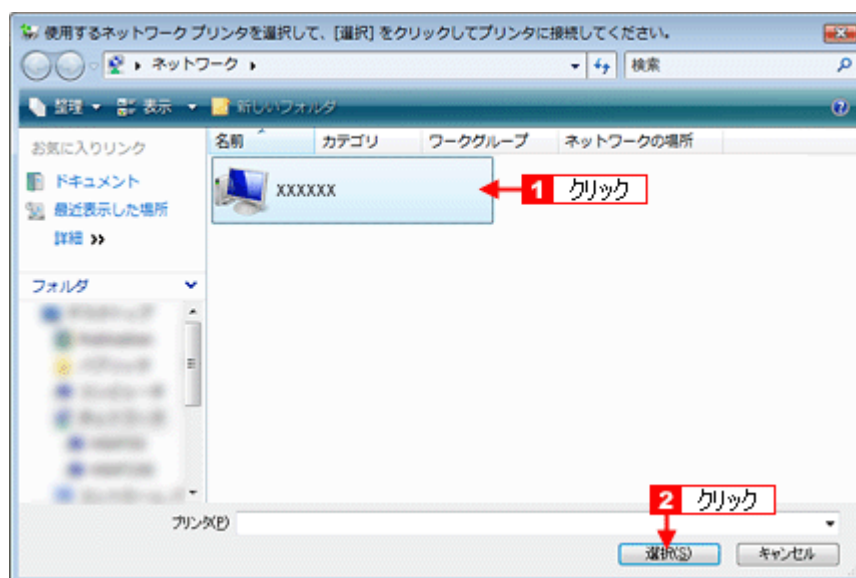 使用するネットワーク プリンタを選択して、[選択] をクリックしてプリンタに接続してください。
ネットワーク
検索
整理 表示 新しいフォルダ
お気に入りリンク
ドキュメント
最近表示した場所
詳細 >>
フォルダ
名前 カテゴリ ワークグループ ネットワークの場所
XXXXXX
1 クリック
2 クリック
プリンタ(P)
選択(S) キャンセル